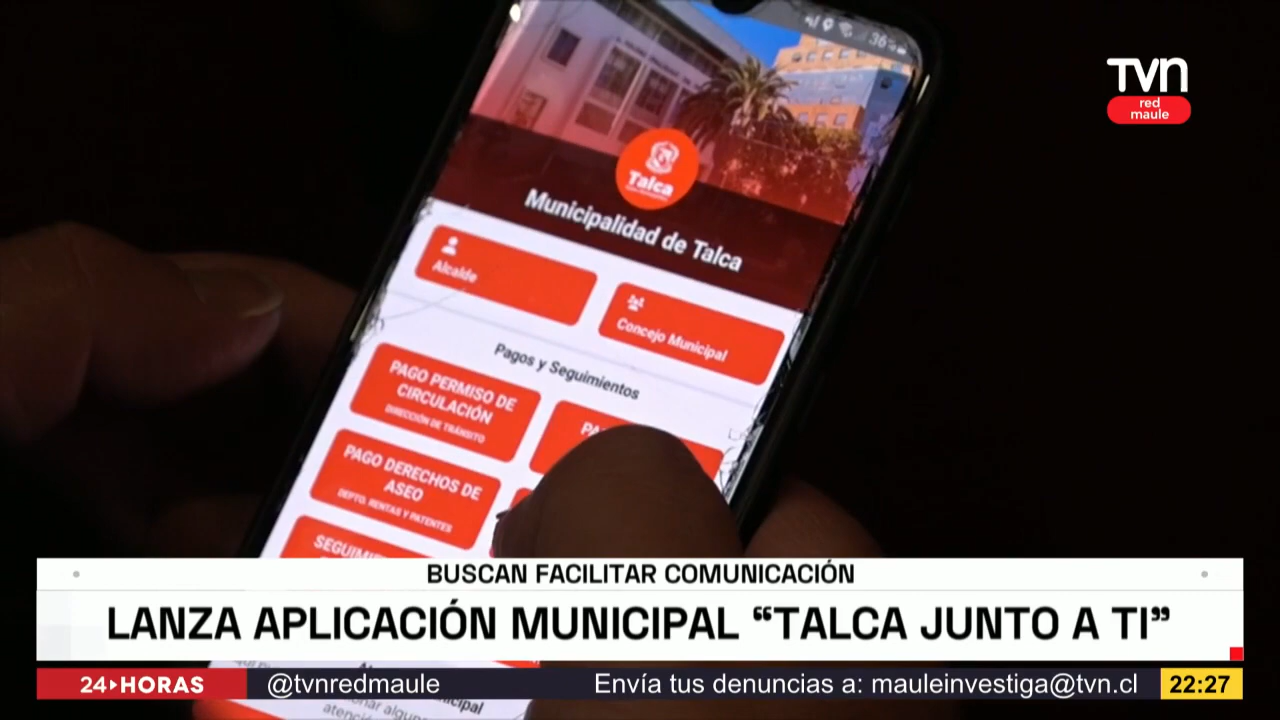 36
TVN
red
maule
Talca
Municipalidad de Talca
Alcalde
Concejo Municipal
Pagos y Seguimientos
PAGO PERMISO DE
CIRCULACIÓN
DIRECCIÓN DE TRÁNSITO
PAGO DERECHOS DE
ASEO
DEPTO. RENTAS Y PATENTES
BUSCAN FACILITAR COMUNICACIÓN
LANZA APLICACIÓN MUNICIPAL “TALCA JUNTO A TI”
24 HORAS
@tvnredmaule
Envía tus denuncias a: mauleinvestiga@tvn.cl
22:27